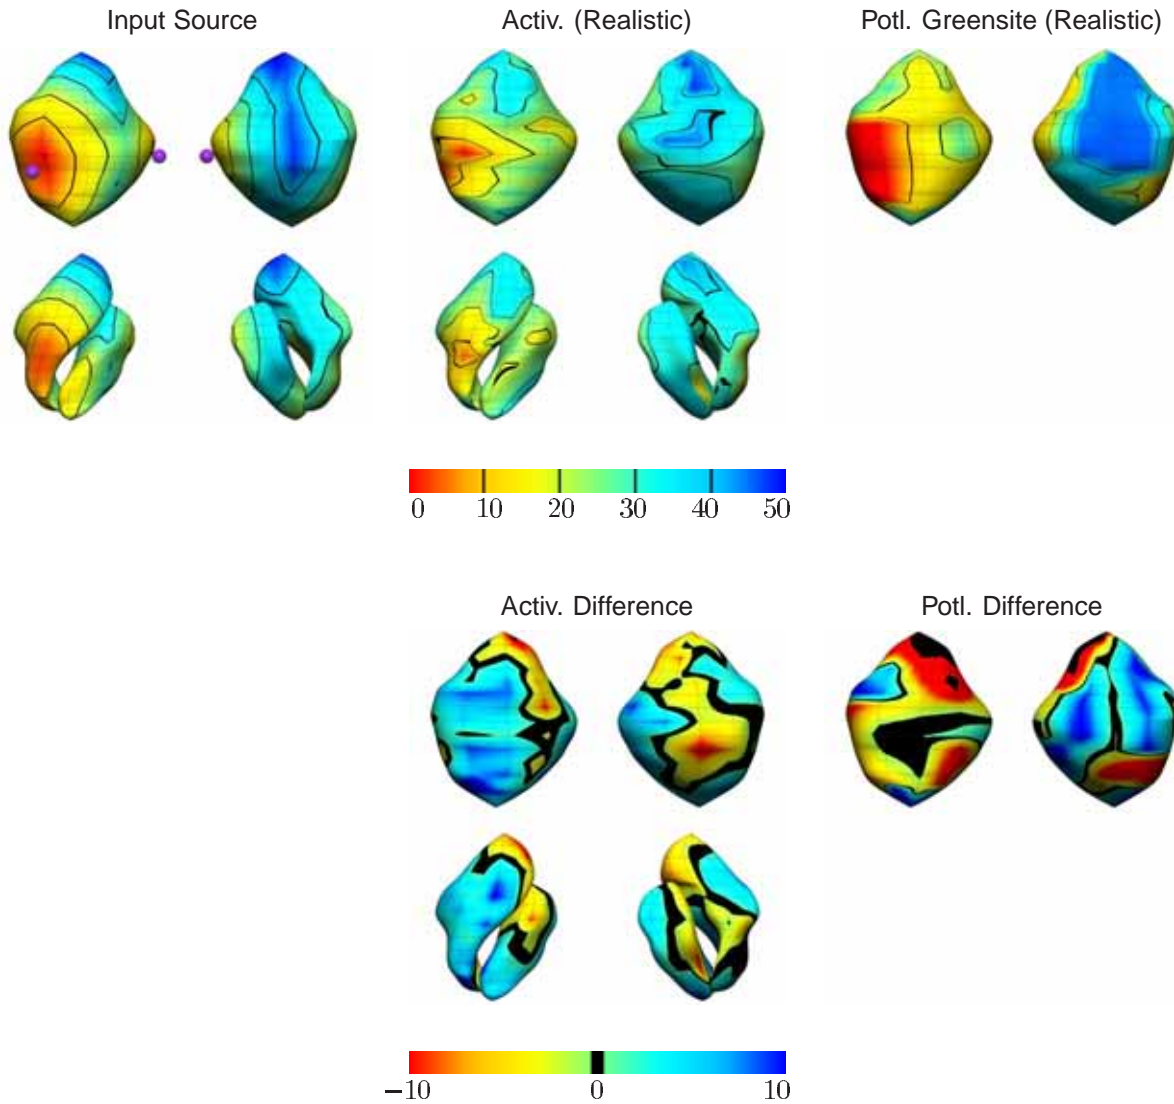 Input Source
Activ. (Realistic)
Potl. Greensite (Realistic)
0 10 20 30 40 50
Activ. Difference
Potl. Difference
−10 0 10